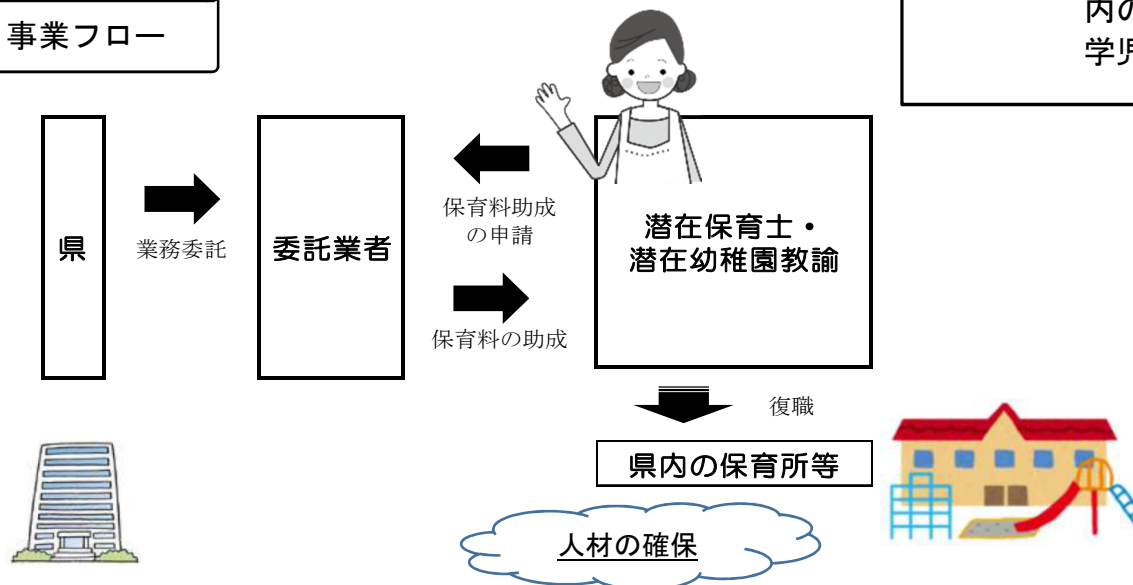 事業フロー
内の
学児
県
業務委託
委託業者
保育料助成
の申請
保育料の助成
潜在保育士・
潜在幼稚園教諭
復職
県内の保育所等
人材の確保